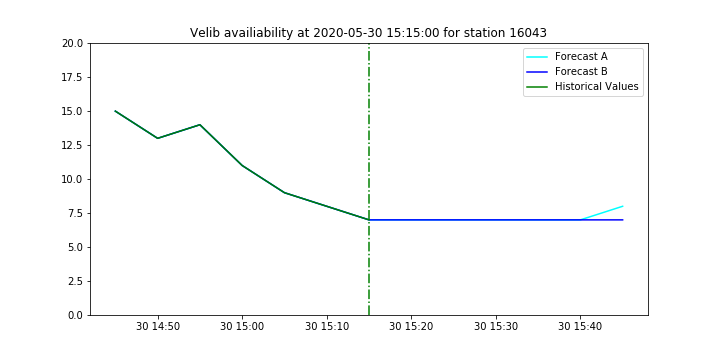 Velib availiability at 2020-05-30 15:15:00 for station 16043
20.0
17.5
15.0
12.5
10.0
7.5
5.0
2.5
0.0
Forecast A
Forecast B
Historical Values
30 14:50 30 15:00 30 15:10 30 15:20 30 15:30 30 15:40